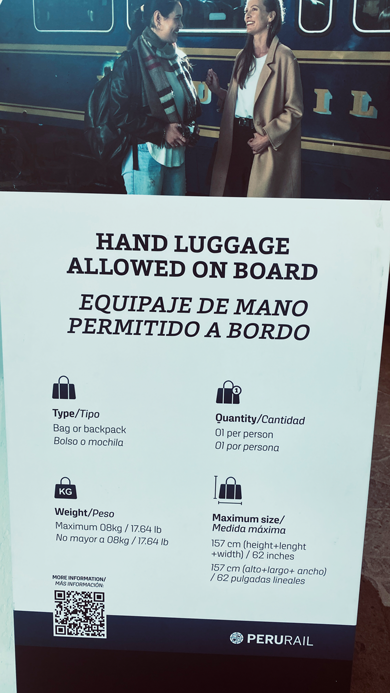 HAND LUGGAGE
ALLOWED ON BOARD
EQUIPAJE DE MANO
PERMITIDO A BORDO
Type/Tipo
Bag or backpack
Bolso o mochila
1
Quantity/Cantidad
01 per person
01 por persona
KG
Weight/Peso
Maximum 08kg / 17.64 lb
No mayor a 08kg / 17.64 lb
Maximum size/
Medida máxima
157 cm (height+lenght
+width) / 62 inches
157 cm (alto+largo+ ancho)
/ 62 pulgadas lineales
MORE INFORMATION/
MÁS INFORMACIÓN:
PERURAIL